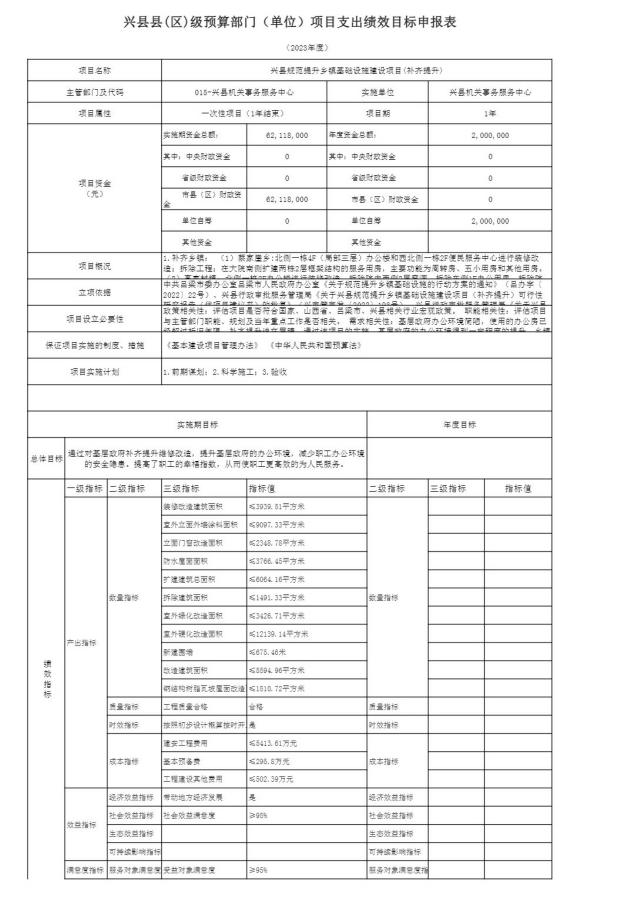 兴县县(区)级预算部门（单位）项目支出绩效目标申报表
（2023年度）
项目名称 兴县规范提升乡镇基础设施建设项目(补齐提升)
主管部门及代码 015-兴县机关事务服务中心 实施单位 兴县机关事务服务中心
项目属性 一次性项目（1年结束） 项目期 1年
项目资金
（元）
实施期资金总额: 62,118,000 年度资金总额: 2,000,000
其中: 中央财政资金 0 其中: 中央财政资金 0
省级财政资金 0 省级财政资金 0
市县（区）财政资金 62,118,000 市县（区）财政资金 0
单位自筹 0 单位自筹 2,000,000
其他资金 其他资金
项目概况 1.补齐乡镇: （1）蔡家崖乡:北侧一栋4F（局部三层）办公楼和西北侧一栋2F便民服务中心进行装修改
造; 拆除工程; 在大院南侧扩建两栋2层框架结构的服务用房, 主要功能为周转房、五小用房和其他用房,
立项依据 中共吕梁市委办公室吕梁市人民政府办公室《关于规范提升乡镇基础设施的行动方案的通知》（吕办字〔
2022〕22号）、兴县行政审批服务管理局《关于兴县规范提升乡镇基础设施建设项目（补齐提升）可行性
项目设立必要性 政策相关性: 评估项目是否符合国家、山西省、吕梁市、兴县相关行业宏观政策, 职能相关性: 评估项目
与主管部门职能、规划及当年重点工作是否相关, 需求相关性: 基层政府办公环境简陋, 使用的办公房已
保证项目实施的制度、措施 《基本建设项目管理办法》 《中华人民共和国预算法》
项目实施计划 1.前期谋划; 2.科学施工; 3.验收
实施期目标 年度目标
总体目标 通过对基层政府补齐提升维修改造, 提升基层政府的办公环境, 减少职工办公环境
的安全隐患。提高了职工的幸福指数, 从而使职工更高效的为人民服务。
绩效指标
一级指标 二级指标 三级指标 指标值 二级指标 三级指标 指标值
产出指标 数量指标 装修改造建筑面积 ≤3939.51平方米 数量指标
室外立面外墙涂料面积 ≤9097.33平方米
立面门窗改造面积 ≤2348.78平方米
防水屋面面积 ≤3766.45平方米
扩建建筑总面积 ≤6064.16平方米
拆除建筑面积 ≤1491.33平方米
室外绿化改造面积 ≤3426.71平方米
室外硬化改造面积 ≤12139.14平方米
新建围墙 ≤675.46米
改造建筑面积 ≤5594.96平方米
钢结构树脂瓦坡屋面改造 ≤1510.72平方米
质量指标 工程质量合格 合格 质量指标
时效指标 按照初步设计概算按时开 是 时效指标
成本指标 建安工程费用 ≤5413.61万元 成本指标
基本预备费 ≤295.8万元
工程建设其他费用 ≤502.39万元
效益指标 经济效益指标 带动地方经济发展 是 经济效益指标
社会效益指标 社会效益满意度 ≥95% 社会效益指标
生态效益指标 生态效益指标
可持续影响指标 可持续影响指标
满意度指标 服务对象满意度 受益对象满意度 ≥95% 服务对象满意度指